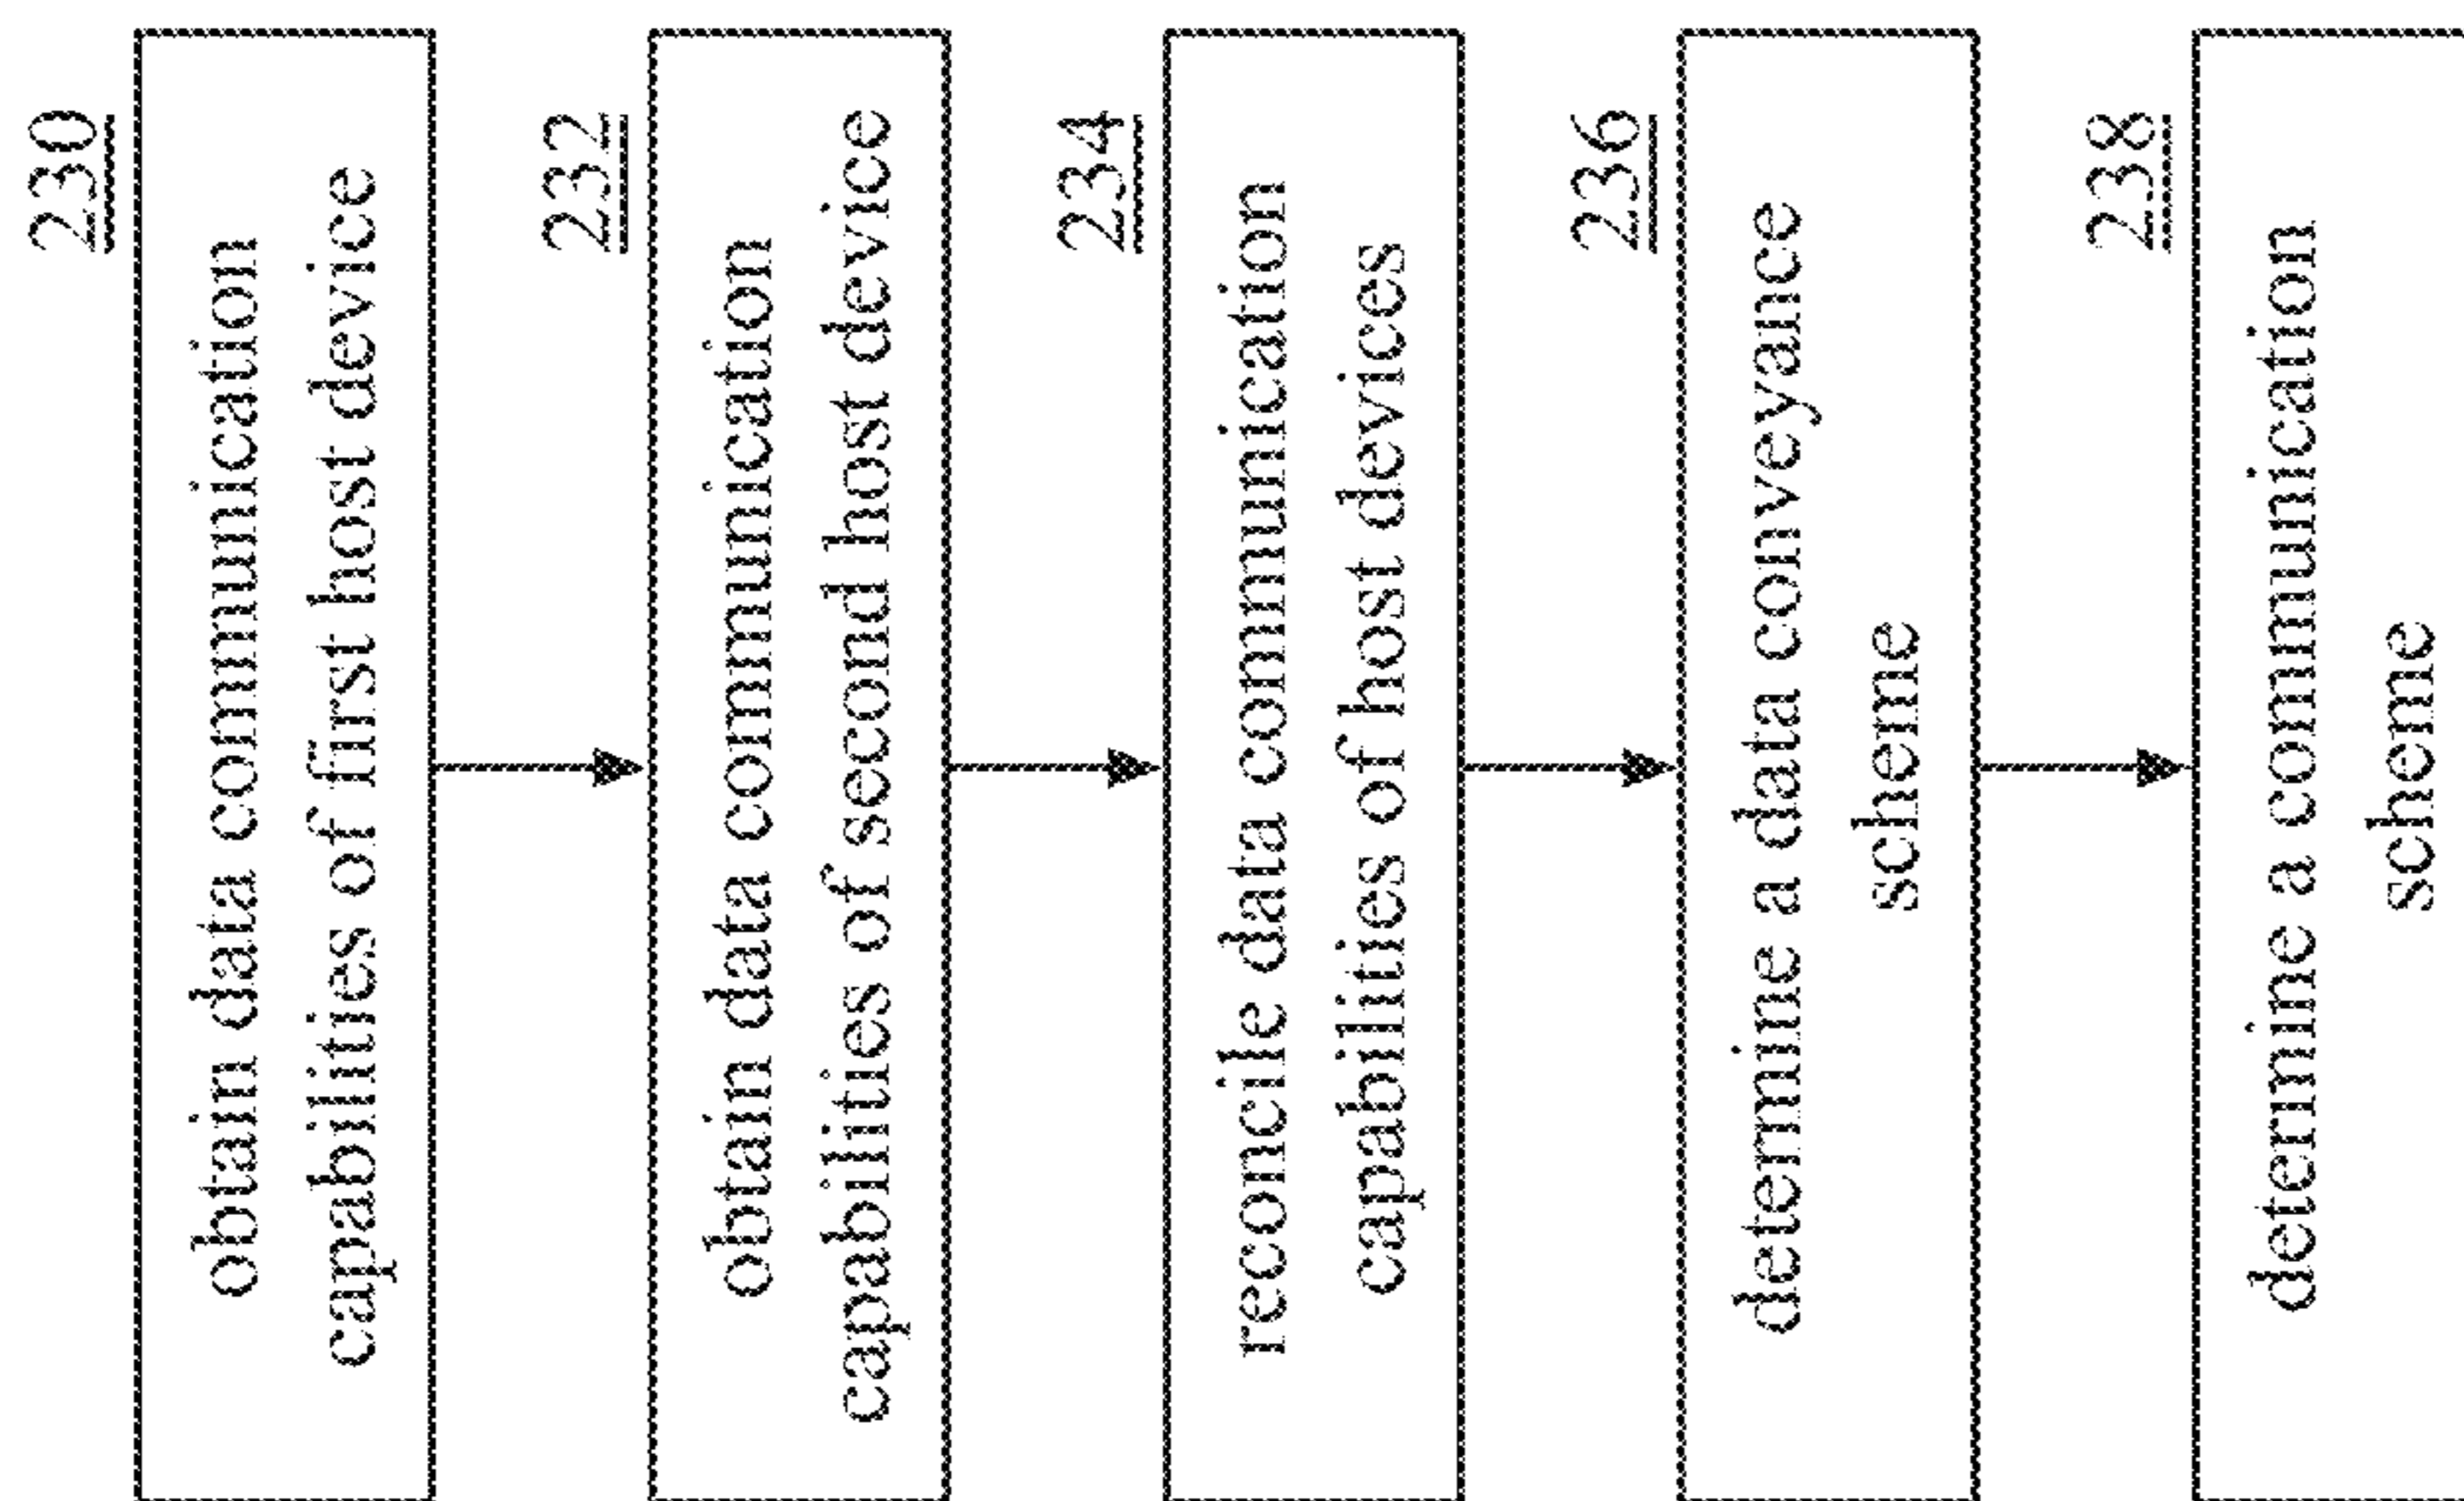 230
obtain data communication
capabilities of first host device
232
obtain data communication
capabilities of second host device
234
reconcile data communication
capabilities of host devices
236
determine a data conveyance
scheme
238
determine a communication
scheme